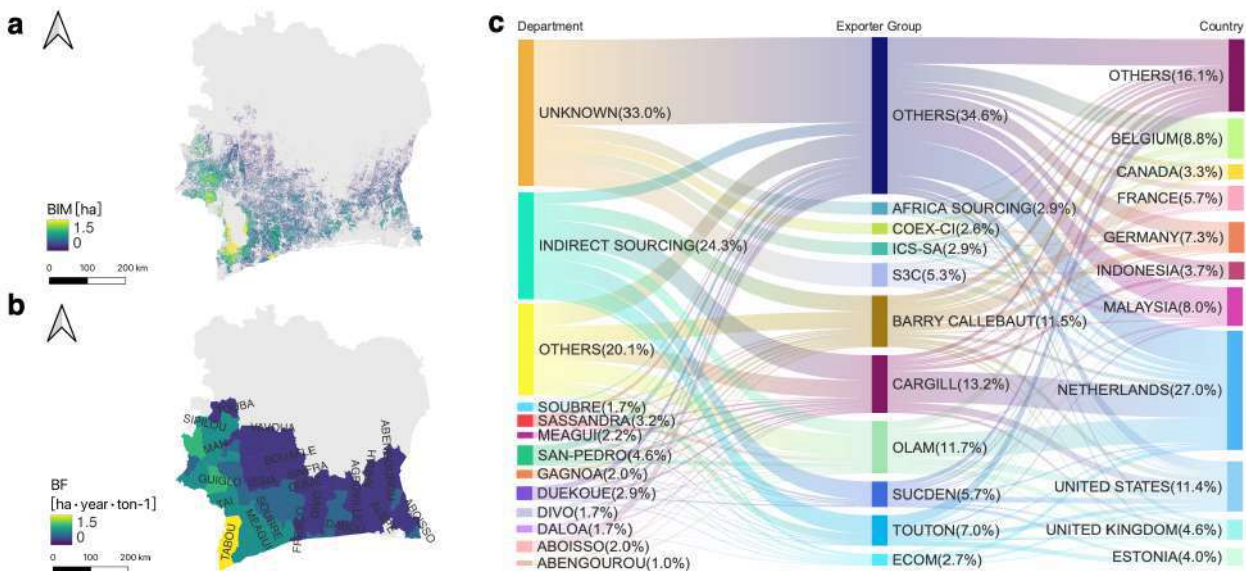 a
BIM [ha]
1.5
0
0 100 200 km
b
BF
[ha·year·ton-1]
1.5
0
0 100 200 km
SIPILOU
MAN
GUIGLO
TAI
TABOU
SOUBRE
MEAGUI
ABOISSO
c
Department Exporter Group Country
UNKNOWN(33.0%)
INDIRECT SOURCING(24.3%)
OTHERS(20.1%)
SOUBRE(1.7%)
SASSANDRA(3.2%)
MEAGUI(2.2%)
SAN-PEDRO(4.6%)
GAGNOA(2.0%)
DUEKOUE(2.9%)
DIVO(1.7%)
DALOA(1.7%)
ABOISSO(2.0%)
ABENGOUROU(1.0%)
OTHERS(34.6%)
AFRICA SOURCING(2.9%)
COEX-CI(2.6%)
ICS-SA(2.9%)
S3C(5.3%)
BARRY CALLEBAUT(11.5%)
CARGILL(13.2%)
OLAM(11.7%)
SUCDEN(5.7%)
TOUTON(7.0%)
ECOM(2.7%)
OTHERS(16.1%)
BELGIUM(8.8%)
CANADA(3.3%)
FRANCE(5.7%)
GERMANY(7.3%)
INDONESIA(3.7%)
MALAYSIA(8.0%)
NETHERLANDS(27.0%)
UNITED STATES(11.4%)
UNITED KINGDOM(4.6%)
ESTONIA(4.0%)